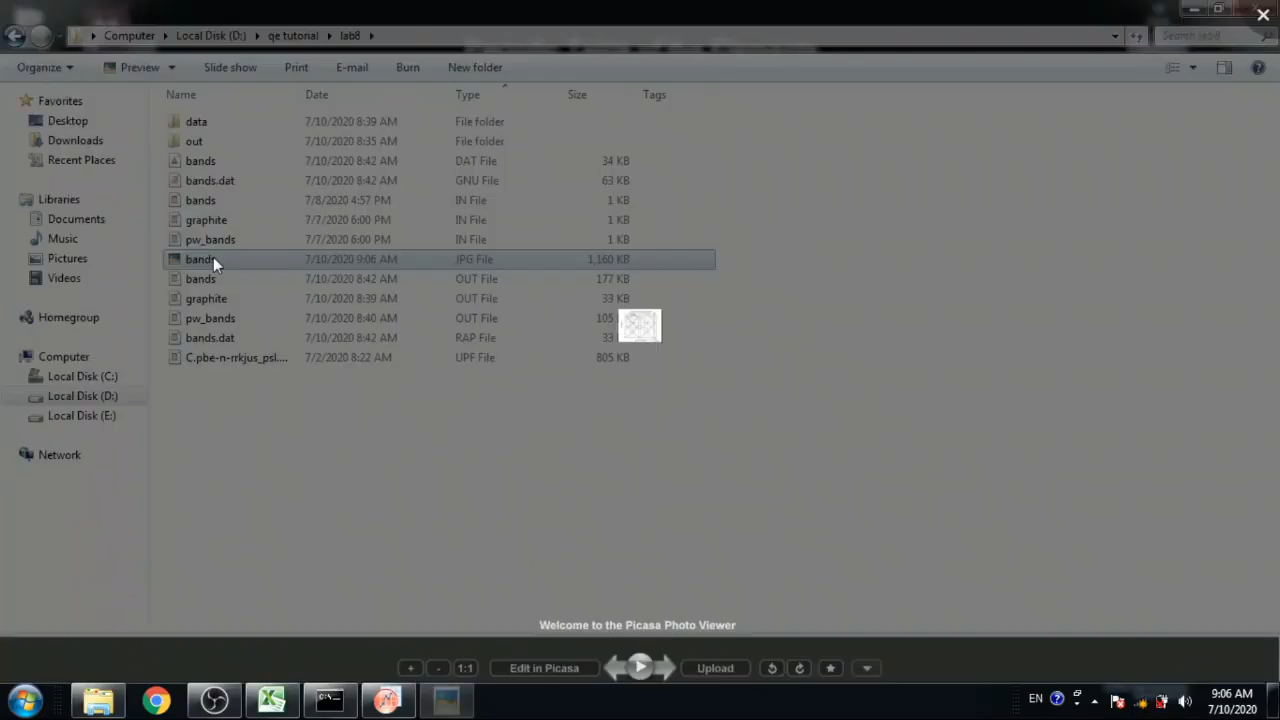 Computer Local Disk (D:) qe tutorial lab8 Search lab8
Organize Preview Slide show Print E-mail Burn New folder
Name Date Type Size Tags
Favorites
Desktop
Downloads
Recent Places
Libraries
Documents
Music
Pictures
Videos
Homegroup
Computer
Local Disk (C:)
Local Disk (D:)
Local Disk (E:)
Network
data 7/10/2020 8:39 AM File folder
out 7/10/2020 8:35 AM File folder
bands 7/10/2020 8:42 AM DAT File 34 KB
bands.dat 7/10/2020 8:42 AM GNU File 63 KB
bands 7/8/2020 4:57 PM IN File 1 KB
graphite 7/7/2020 6:00 PM IN File 1 KB
pw_bands 7/7/2020 6:00 PM IN File 1 KB
bands 7/10/2020 9:06 AM JPG File 1,160 KB
bands 7/10/2020 8:42 AM OUT File 177 KB
graphite 7/10/2020 8:39 AM OUT File 33 KB
pw_bands 7/10/2020 8:40 AM OUT File 105
bands.dat 7/10/2020 8:42 AM RAP File 33
C.pbe-n-rrkjus_psl.... 7/2/2020 8:22 AM UPF File 805 KB
Welcome to the Picasa Photo Viewer
+ - 1:1 Edit in Picasa Upload
EN 9:06 AM
7/10/2020